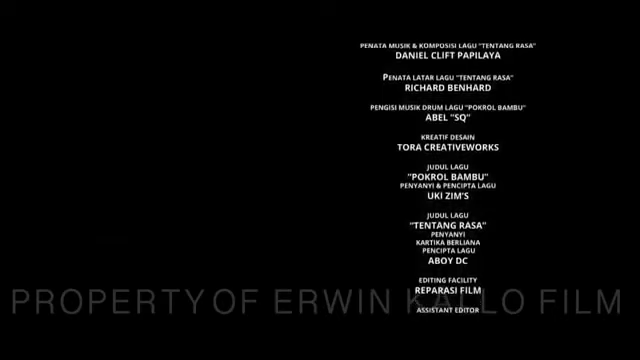 PENATA MUSIK & KOMPOSISI LAGU "TENTANG RASA"
DANIEL CLIFT PAPILAYA
PENATA LATAR LAGU "TENTANG RASA"
RICHARD BENHARD
PENGISI MUSIK DRUM LAGU "POKROL BAMBU"
ABEL "SQ"
KREATIF DESAIN
TORA CREATIVEWORKS
JUDUL LAGU
"POKROL BAMBU"
PENYANYI & PENCIPTA LAGU
UKI ZIM'S
JUDUL LAGU
"TENTANG RASA"
PENYANYI
KARTIKA BERLIANA
PENCIPTA LAGU
ABOY DC
EDITING FACILITY
REPARASI FILM
PROPERTY OF ERWIN KALLO FILM
ASSISTANT EDITOR